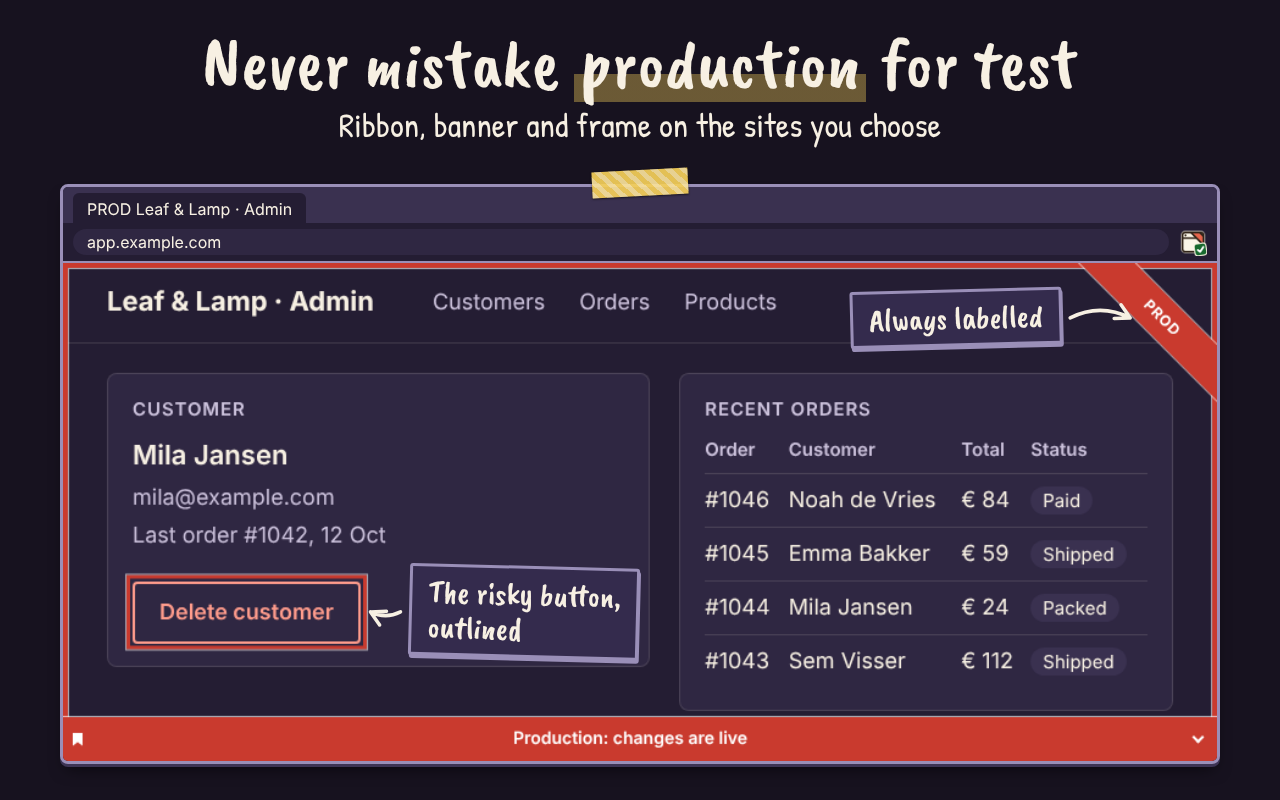 Never mistake production for test
Ribbon, banner and frame on the sites you choose
PROD Leaf & Lamp · Admin
app.example.com
Leaf & Lamp · Admin
Customers
Orders
Products
Always labelled
PROD
CUSTOMER
Mila Jansen
mila@example.com
Last order #1042, 12 Oct
Delete customer
The risky button,
outlined
RECENT ORDERS
Order Customer Total Status
#1046 Noah de Vries € 84 Paid
#1045 Emma Bakker € 59 Shipped
#1044 Mila Jansen € 24 Packed
#1043 Sem Visser € 112 Shipped
Production: changes are live